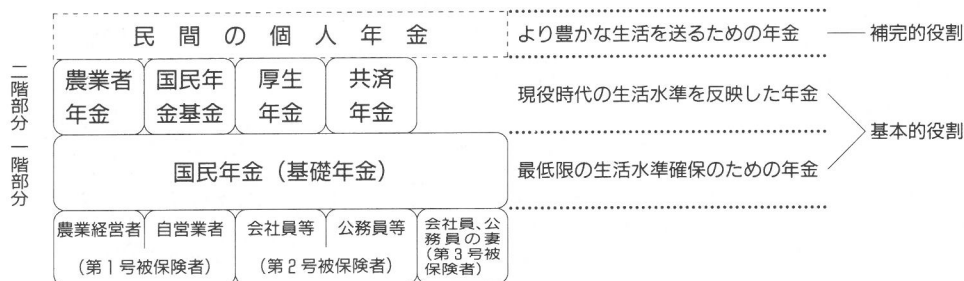 民間の個人年金
より豊かな生活を送るための年金
補完的役割
二階部分
農業者
年金
国民年
金基金
厚生
年金
共済
年金
現役時代の生活水準を反映した年金
基本的役割
一階部分
国民年金（基礎年金）
最低限の生活水準確保のための年金
農業経営者
自営業者
（第1号被保険者）
会社員等
公務員等
（第2号被保険者）
会社員、公
務員の妻
（第3号被
保険者）